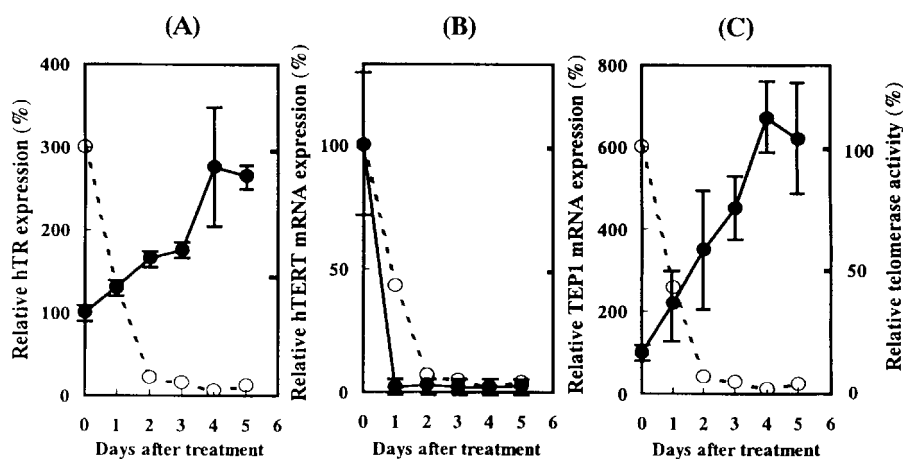 (A)
(B)
(C)
Relative hTR expression (%)
400
300
200
100
0
0 1 2 3 4 5 6
Days after treatment
Relative hTERT mRNA expression (%)
100
50
0
0 1 2 3 4 5 6
Days after treatment
Relative TEP1 mRNA expression (%)
800
600
400
200
0
0 1 2 3 4 5 6
Days after treatment
100
50
0
Relative telomerase activity (%)